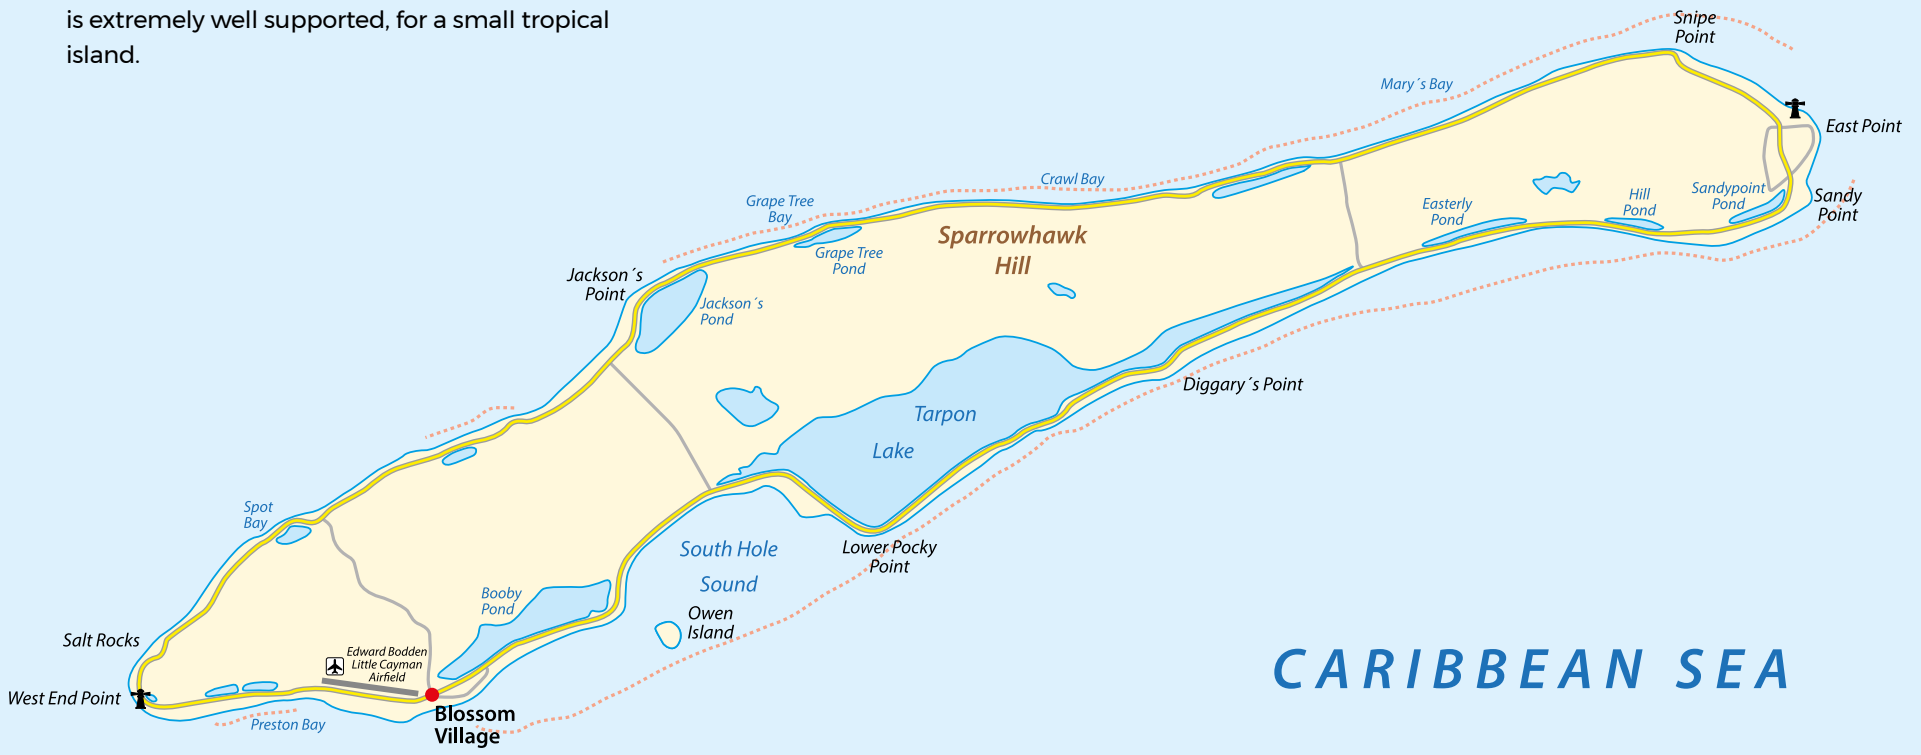 is extremely well supported, for a small tropical
island.
Snipe
Point
Mary´s Bay
East Point
Crawl Bay
Grape Tree
Bay
Easterly
Pond
Hill
Pond
Sandypoint
Pond
Sandy
Point
Sparrowhawk
Hill
Grape Tree
Pond
Jackson´s
Point
Jackson´s
Pond
Diggary´s Point
Tarpon
Lake
Spot
Bay
South Hole
Sound
Lower Pocky
Point
Booby
Pond
Owen
Island
Salt Rocks
Edward Bodden
Little Cayman
Airfield
CARIBBEAN SEA
West End Point
Preston Bay
Blossom
Village